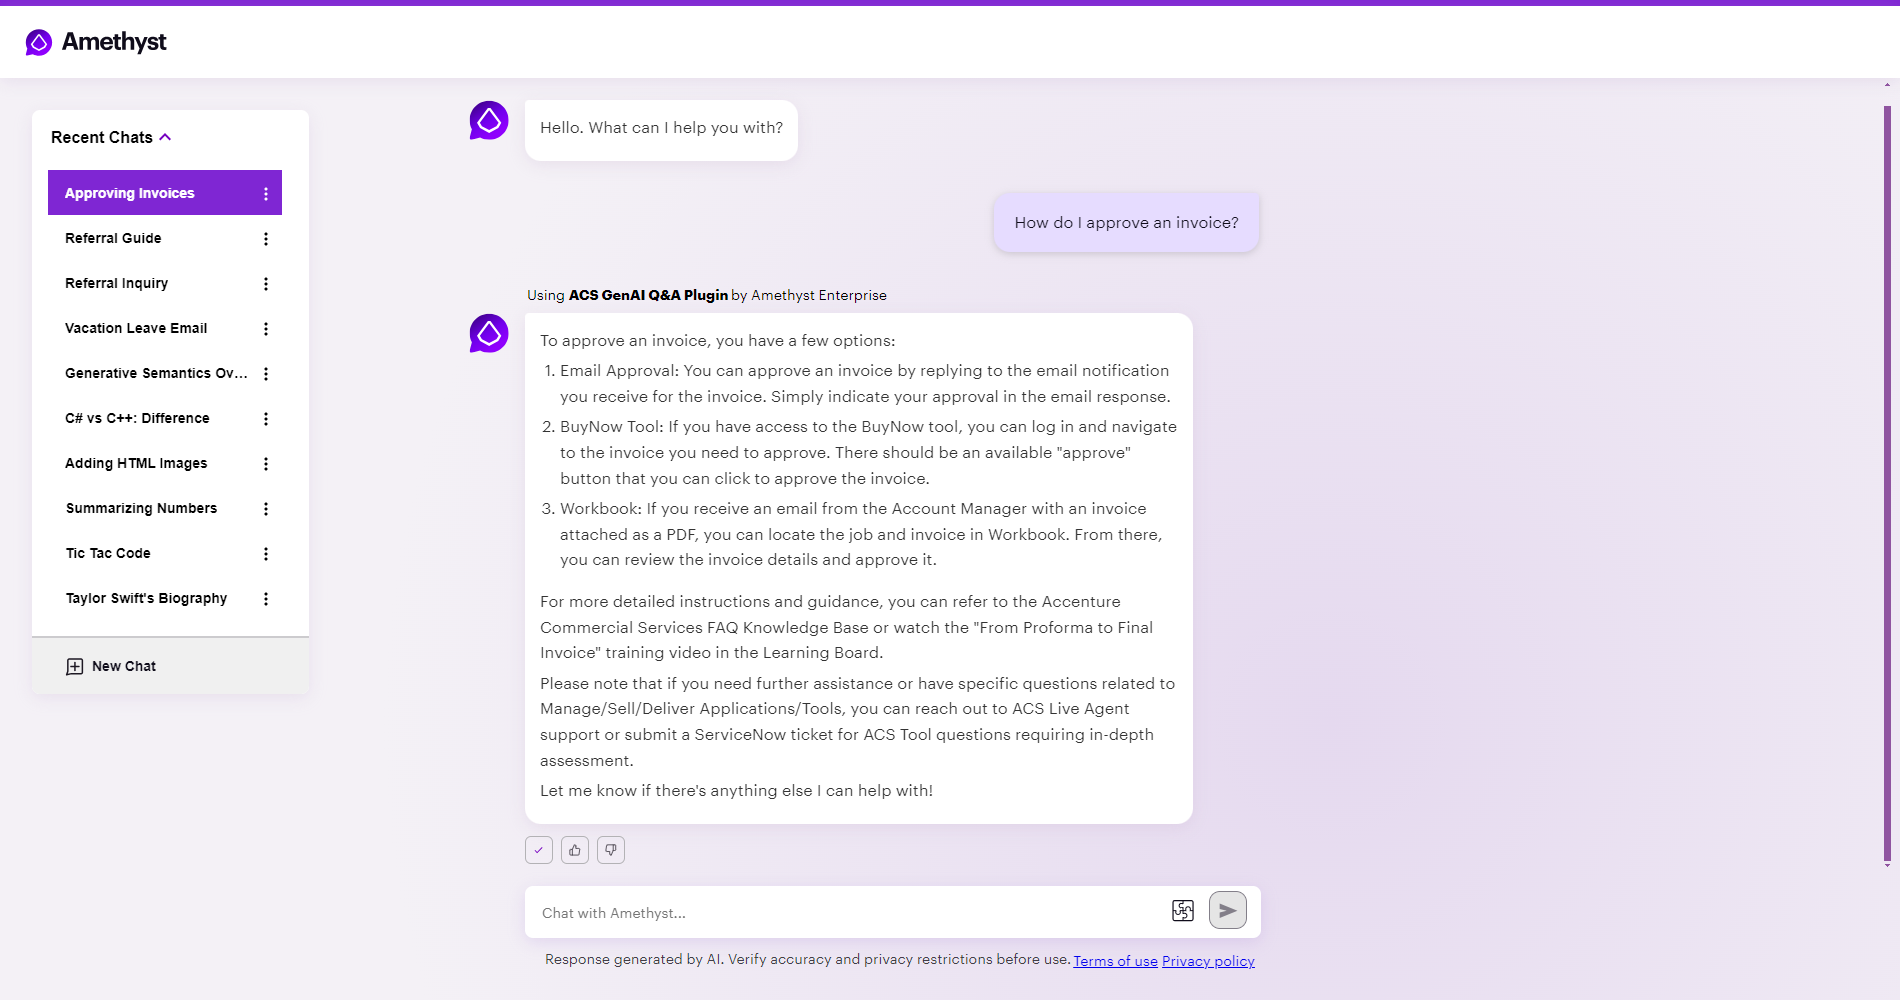 Amethyst
Recent Chats
Approving Invoices
Referral Guide
Referral Inquiry
Vacation Leave Email
Generative Semantics Ov...
C# vs C++: Difference
Adding HTML Images
Summarizing Numbers
Tic Tac Code
Taylor Swift's Biography
New Chat
Hello. What can I help you with?
How do I approve an invoice?
Using ACS GenAI Q&A Plugin by Amethyst Enterprise
To approve an invoice, you have a few options:
1. Email Approval: You can approve an invoice by replying to the email notification
you receive for the invoice. Simply indicate your approval in the email response.
2. BuyNow Tool: If you have access to the BuyNow tool, you can log in and navigate
to the invoice you need to approve. There should be an available "approve"
button that you can click to approve the invoice.
3. Workbook: If you receive an email from the Account Manager with an invoice
attached as a PDF, you can locate the job and invoice in Workbook. From there,
you can review the invoice details and approve it.
For more detailed instructions and guidance, you can refer to the Accenture
Commercial Services FAQ Knowledge Base or watch the "From Proforma to Final
Invoice" training video in the Learning Board.
Please note that if you need further assistance or have specific questions related to
Manage/Sell/Deliver Applications/Tools, you can reach out to ACS Live Agent
support or submit a ServiceNow ticket for ACS Tool questions requiring in-depth
assessment.
Let me know if there's anything else I can help with!
Chat with Amethyst...
Response generated by AI. Verify accuracy and privacy restrictions before use. Terms of use Privacy policy